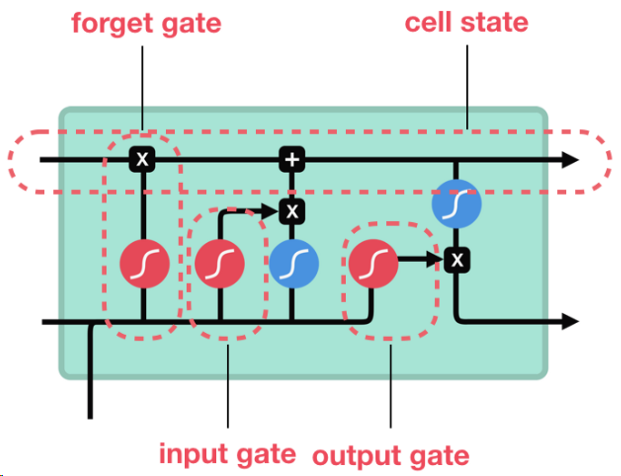 forget gate
cell state
X
+
X
X
input gate
output gate